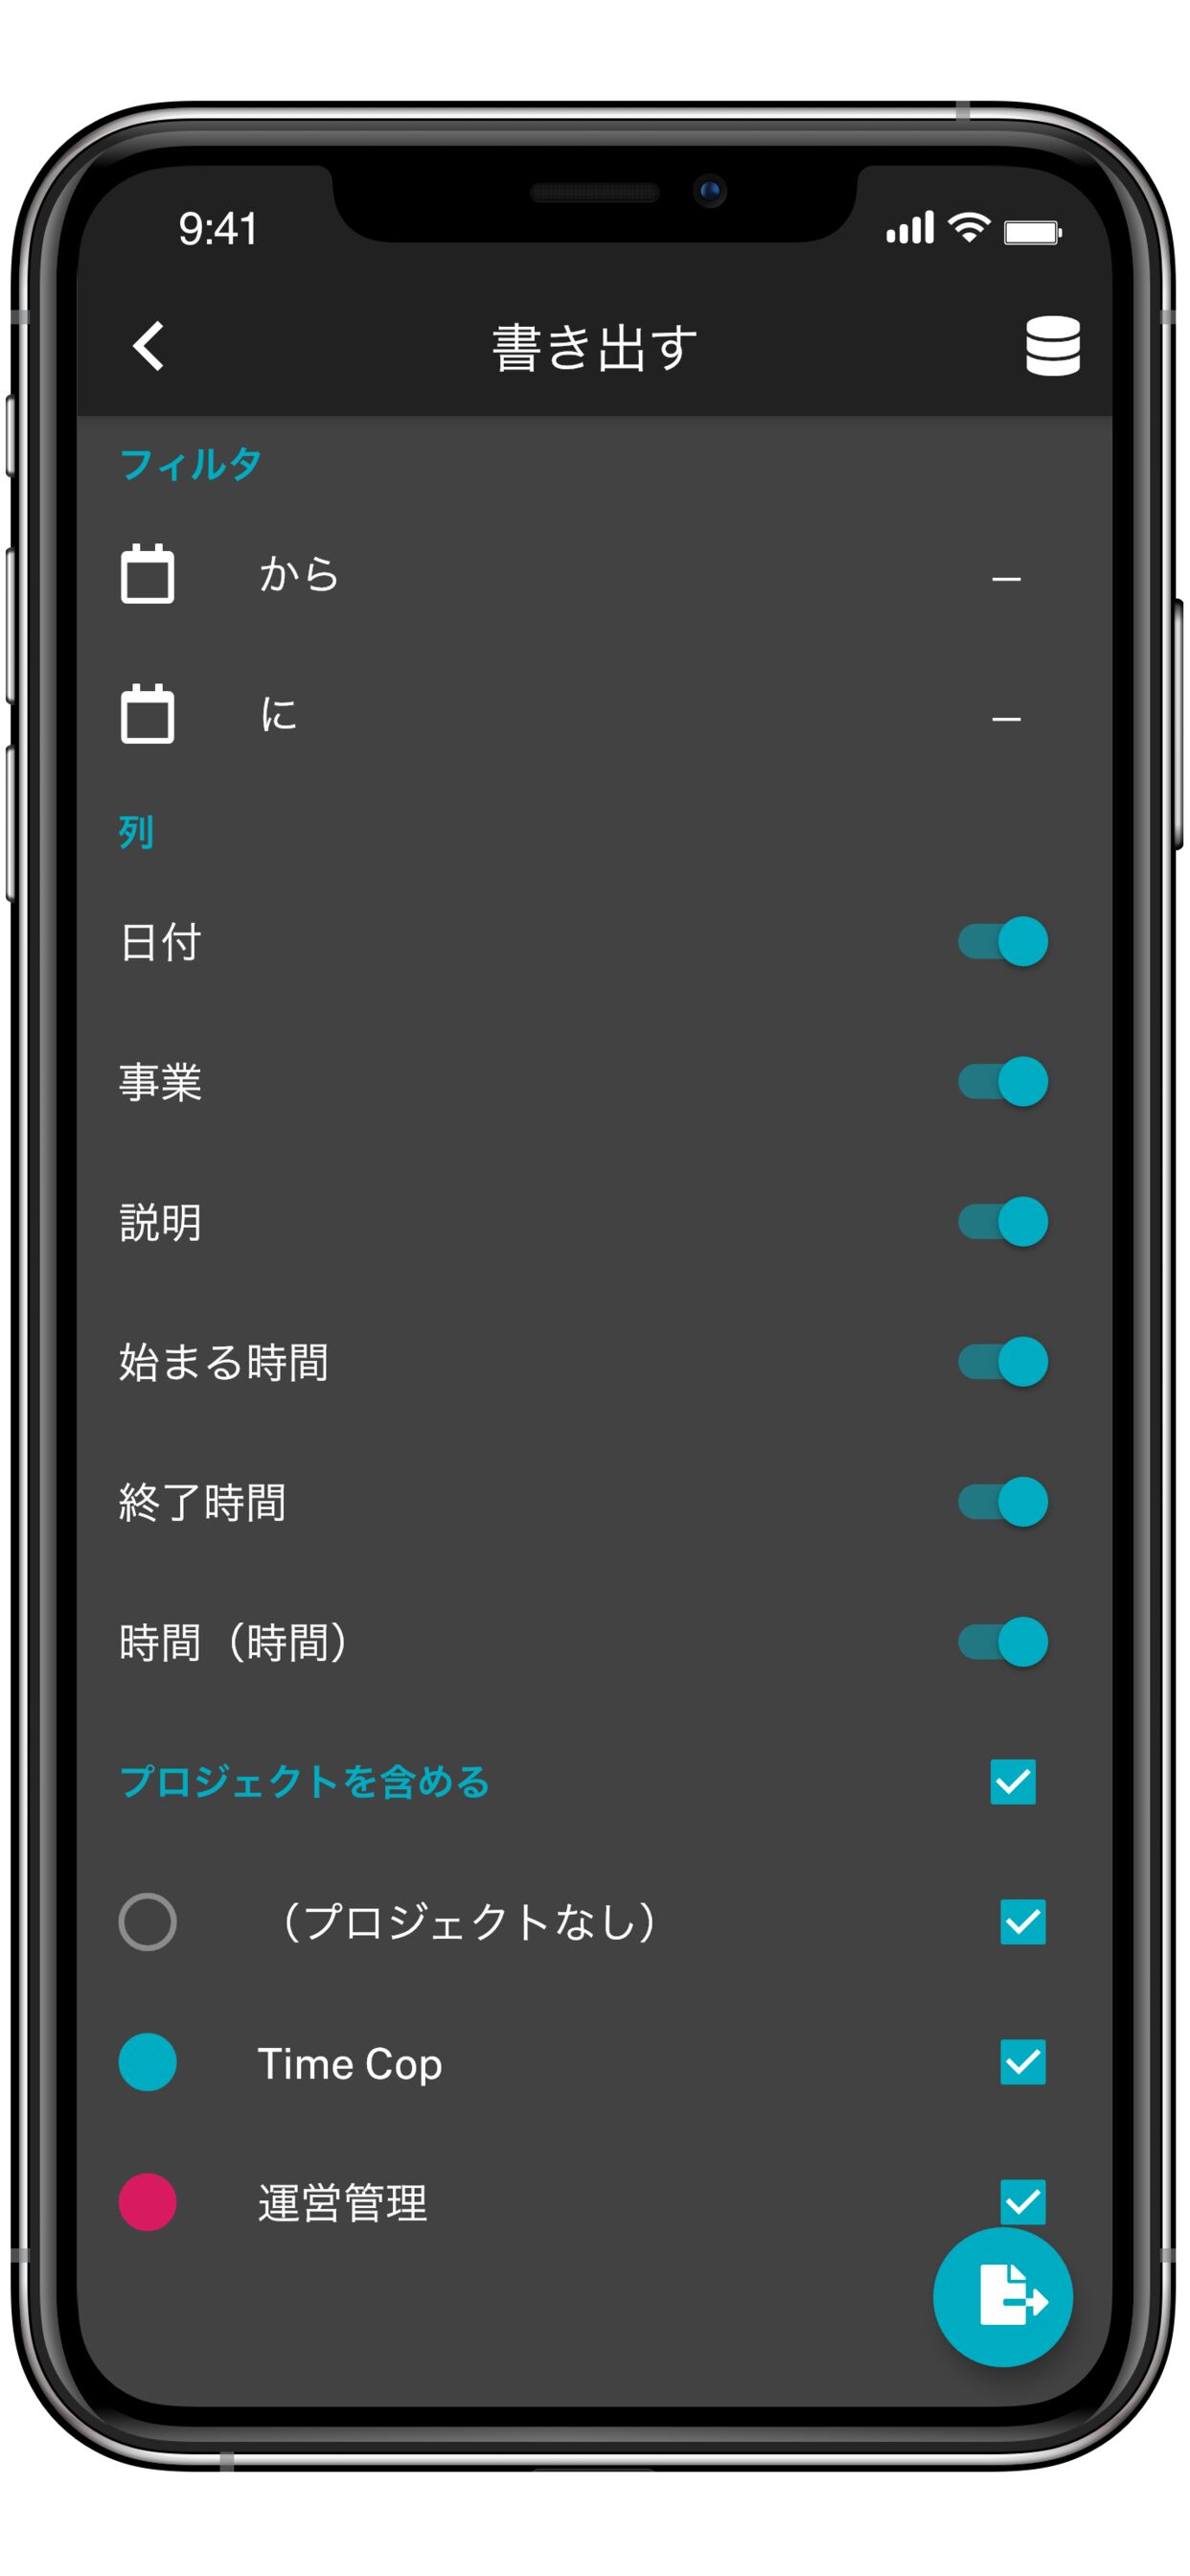 9:41
書き出す
フィルタ
から –
に –
列
日付
事業
説明
始まる時間
終了時間
時間（時間）
プロジェクトを含める
（プロジェクトなし）
Time Cop
運営管理